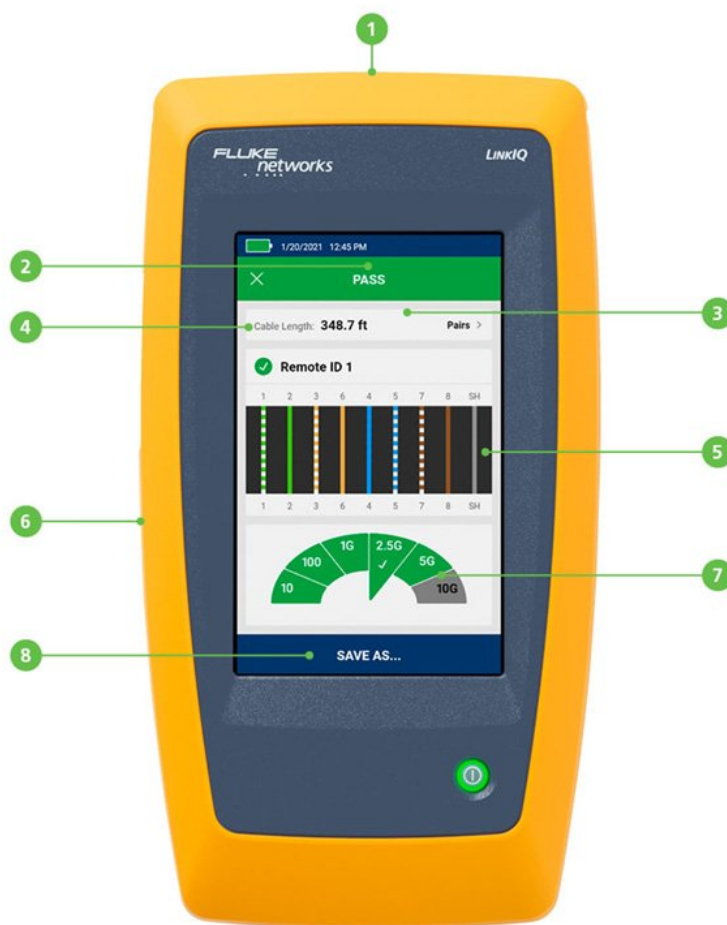 1
FLUKE
networks
LINKIQ
1/20/2021 12:45 PM
2
PASS
3
4
Cable Length: 348.7 ft Pairs >
Remote ID 1
1 2 3 6 4 5 7 8 SH
5
1 2 3 6 4 5 7 8 SH
6
10 100 1G 2.5G 5G 10G
7
8
SAVE AS...